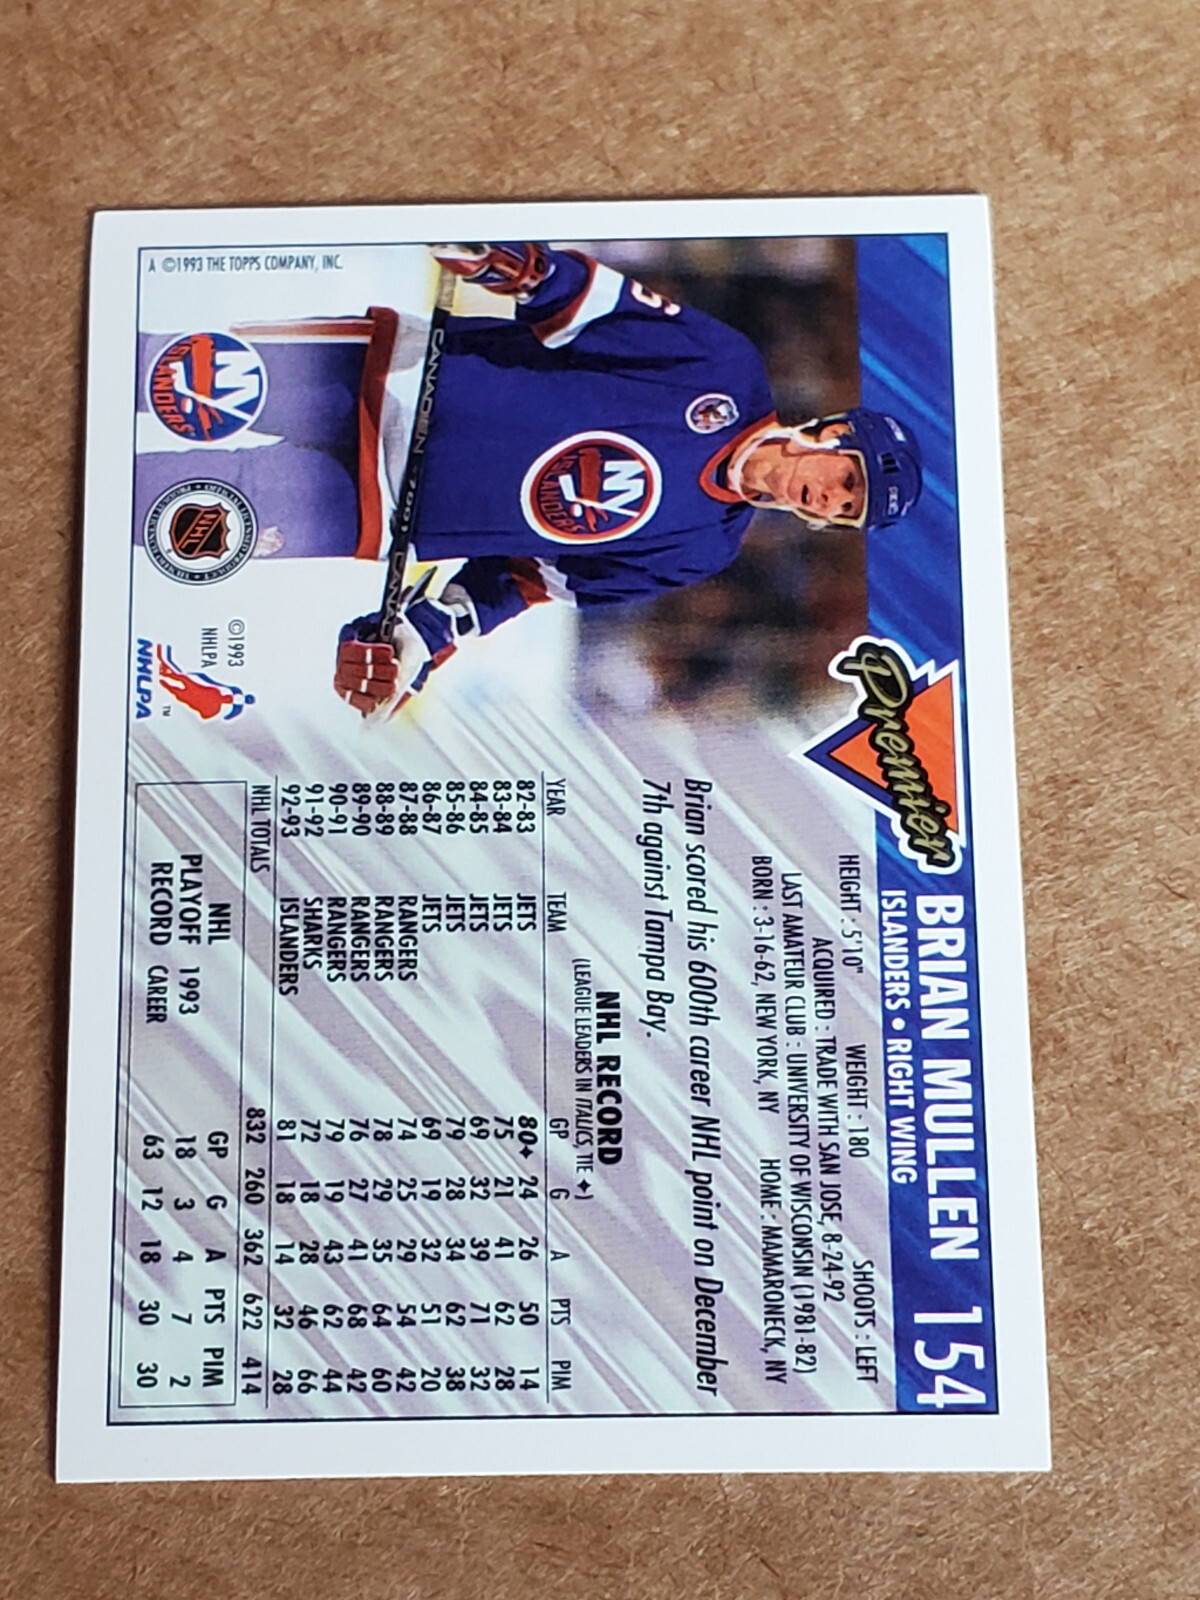 Premier
BRIAN MULLEN 154
ISLANDERS • RIGHT WING
HEIGHT : 5'10" WEIGHT : 180 SHOOTS : LEFT
ACQUIRED : TRADE WITH SAN JOSE, 8-24-92
LAST AMATEUR CLUB : UNIVERSITY OF WISCONSIN (1981-82)
BORN : 3-16-62, NEW YORK, NY HOME : MAMARONECK, NY
Brian scored his 600th career NHL point on December
7th against Tampa Bay.
NHL RECORD
(LEAGUE LEADERS IN ITALICS, TIE ✦)
YEAR TEAM GP G A PTS PIM
82-83 JETS 80✦ 24 26 50 14
83-84 JETS 75 21 41 62 28
84-85 JETS 69 32 39 71 32
85-86 JETS 79 28 34 62 38
86-87 JETS 69 19 32 51 20
87-88 RANGERS 74 25 29 54 42
88-89 RANGERS 78 29 35 64 60
89-90 RANGERS 76 27 41 68 42
90-91 RANGERS 79 19 43 62 44
91-92 SHARKS 72 18 28 46 66
92-93 ISLANDERS 81 18 14 32 28
NHL TOTALS 832 260 362 622 414
NHL GP G A PTS PIM
PLAYOFF 1993 18 3 4 7 2
RECORD CAREER 63 12 18 30 30
5
NY
ISLANDERS
CANADIEN 7001 CANA
NY
ISLANDERS
NHL
©1993
NHLPA
NHLPA ™
A ©1993 THE TOPPS COMPANY, INC.